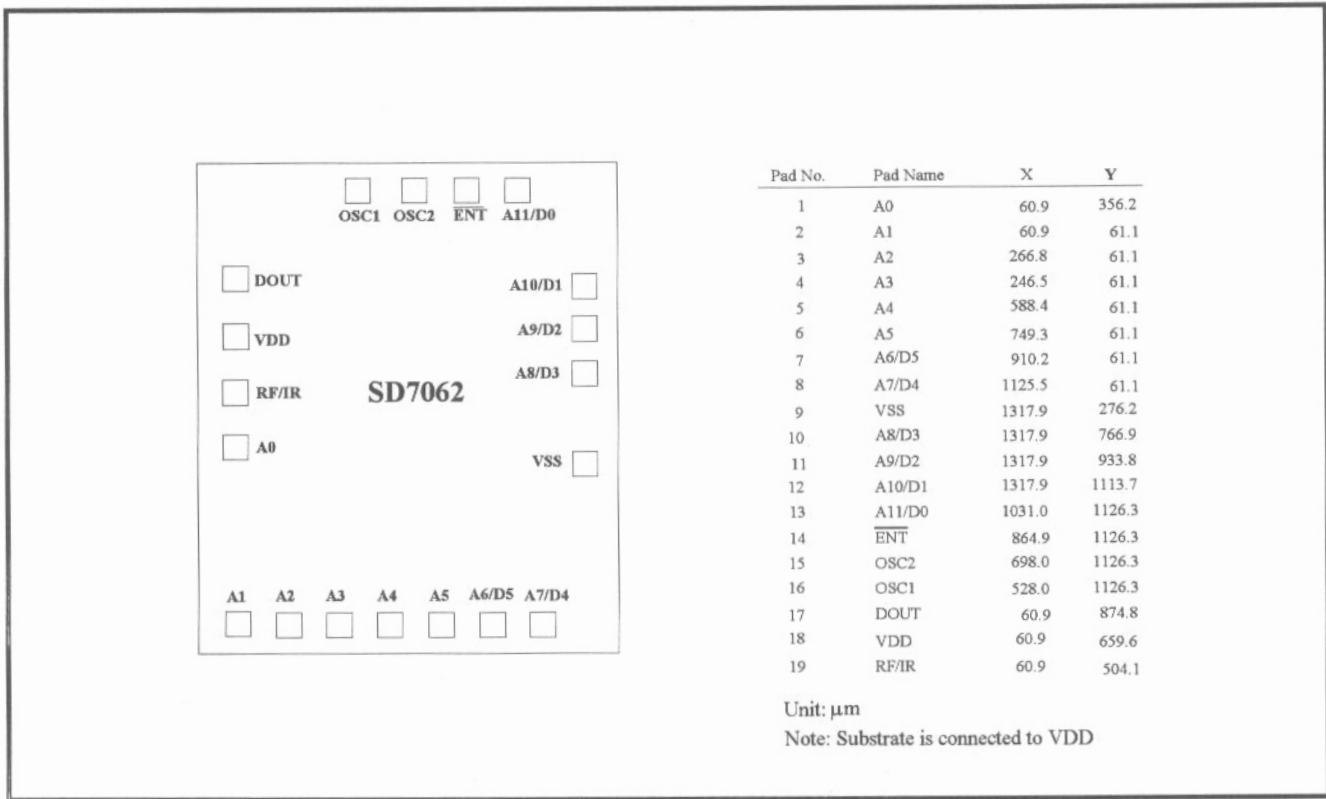 OSC1 OSC2 ENT A11/D0
DOUT
A10/D1
VDD
A9/D2
RF/IR
SD7062
A8/D3
A0
VSS
A1 A2 A3 A4 A5 A6/D5 A7/D4
Pad No. Pad Name X Y
1 A0 60.9 356.2
2 A1 60.9 61.1
3 A2 266.8 61.1
4 A3 246.5 61.1
5 A4 588.4 61.1
6 A5 749.3 61.1
7 A6/D5 910.2 61.1
8 A7/D4 1125.5 61.1
9 VSS 1317.9 276.2
10 A8/D3 1317.9 766.9
11 A9/D2 1317.9 933.8
12 A10/D1 1317.9 1113.7
13 A11/D0 1031.0 1126.3
14 ENT 864.9 1126.3
15 OSC2 698.0 1126.3
16 OSC1 528.0 1126.3
17 DOUT 60.9 874.8
18 VDD 60.9 659.6
19 RF/IR 60.9 504.1
Unit: μm
Note: Substrate is connected to VDD